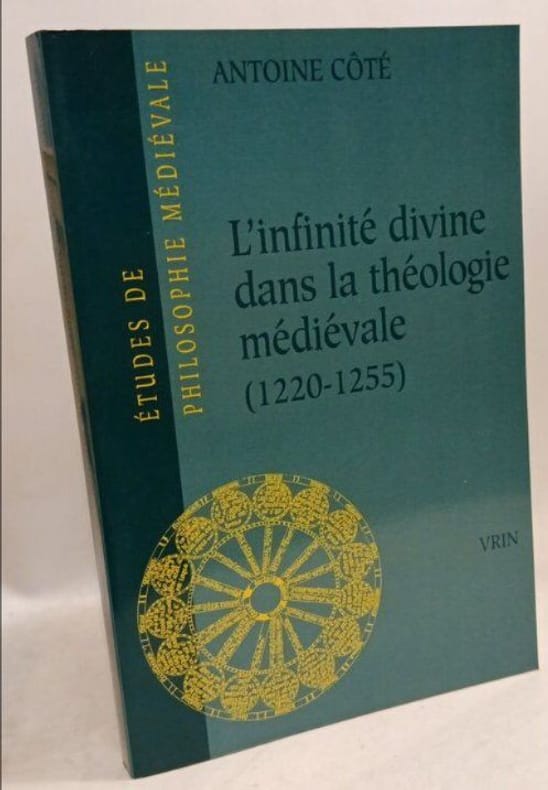 ANTOINE CÔTÉ
ÉTUDES DE
PHILOSOPHIE MÉDIÉVALE
L'infinité divine
dans la théologie
médiévale
(1220-1255)
VRIN